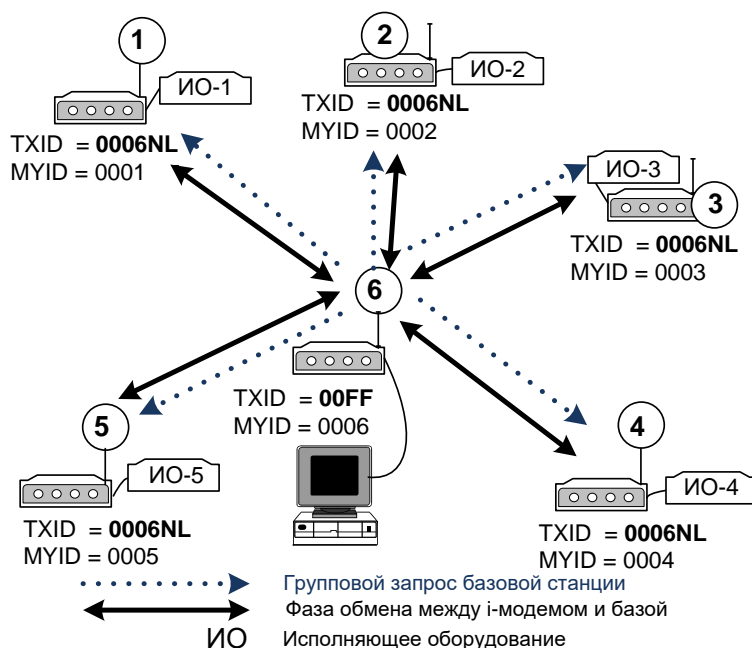 1
ИО-1
TXID = 0006NL
MYID = 0001
2
ИО-2
TXID = 0006NL
MYID = 0002
ИО-3
3
TXID = 0006NL
MYID = 0003
6
TXID = 00FF
MYID = 0006
5
ИО-5
TXID = 0006NL
MYID = 0005
4
ИО-4
TXID = 0006NL
MYID = 0004
Групповой запрос базовой станции
Фаза обмена между i-модемом и базой
ИО Исполняющее оборудование